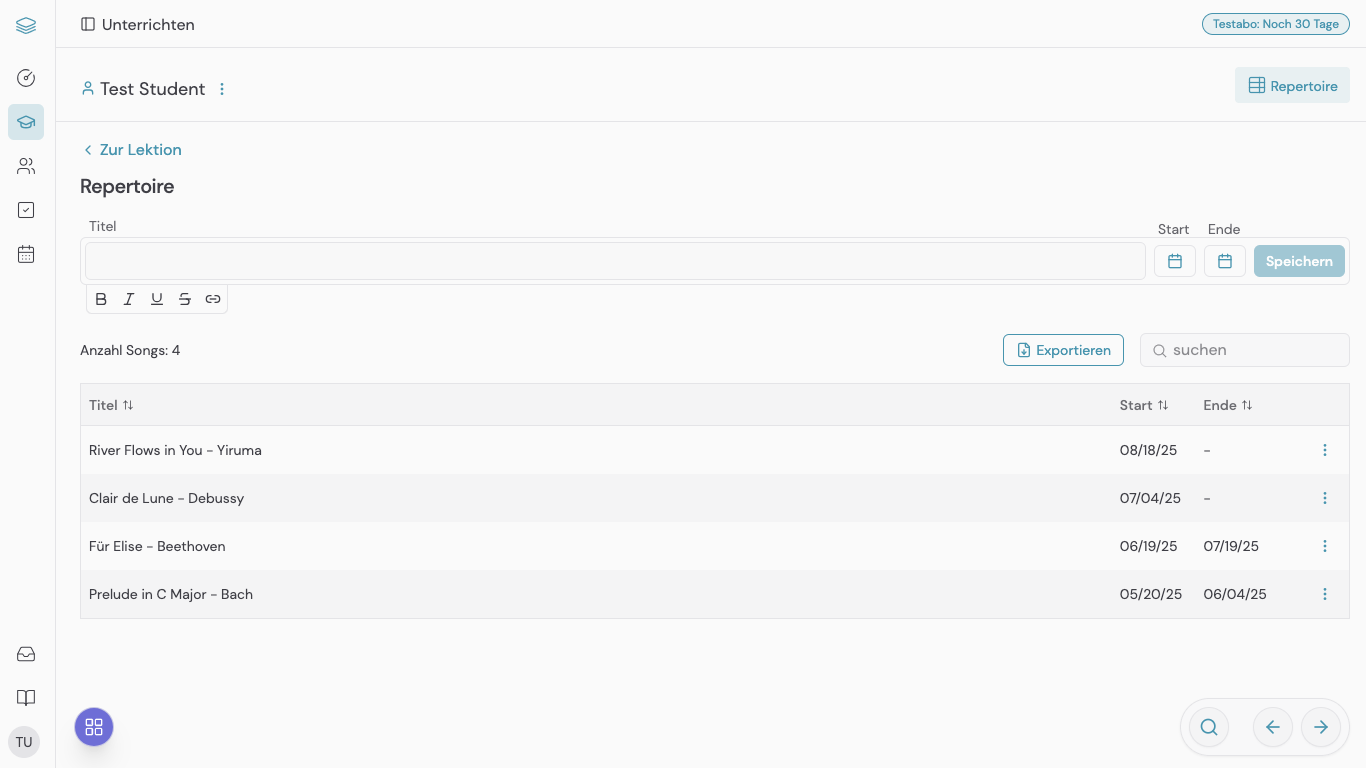 Unterrichten
Testabo: Noch 30 Tage
Test Student
Repertoire
Zur Lektion
Repertoire
Titel
Start Ende
Speichern
B I U S
Anzahl Songs: 4
Exportieren
suchen
Titel Start Ende
River Flows in You - Yiruma 08/18/25 -
Clair de Lune - Debussy 07/04/25 -
Für Elise - Beethoven 06/19/25 07/19/25
Prelude in C Major - Bach 05/20/25 06/04/25
TU